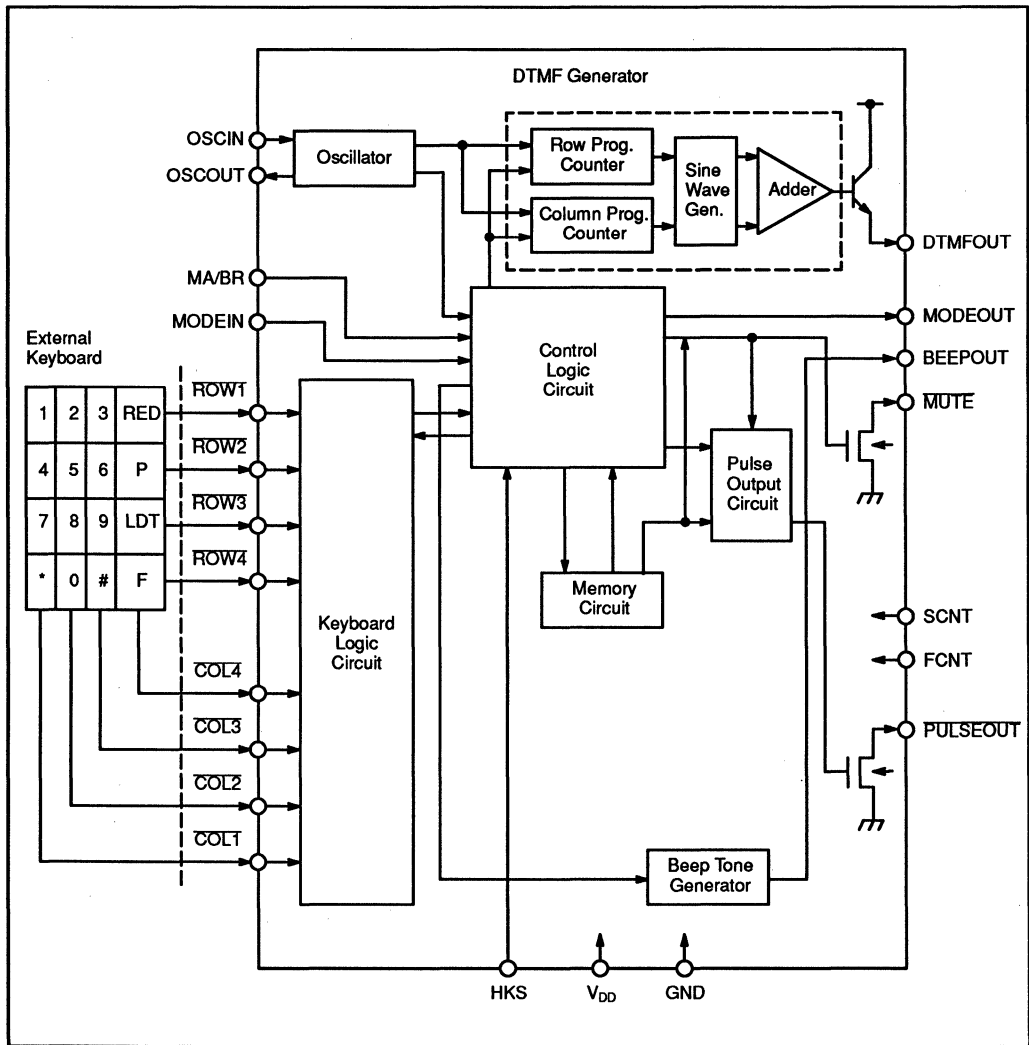 DTMF Generator
OSCIN
OSCOUT
Oscillator
Row Prog.
Counter
Column Prog.
Counter
Sine
Wave
Gen.
Adder
DTMFOUT
MA/BR
MODEIN
MODEOUT
BEEPOUT
MUTE
Control
Logic
Circuit
External
Keyboard
1 2 3 RED
4 5 6 P
7 8 9 LDT
* 0 # F
ROW1
ROW2
ROW3
ROW4
COL4
COL3
COL2
COL1
Keyboard
Logic
Circuit
Pulse
Output
Circuit
Memory
Circuit
SCNT
FCNT
PULSEOUT
Beep Tone
Generator
HKS
VDD
GND